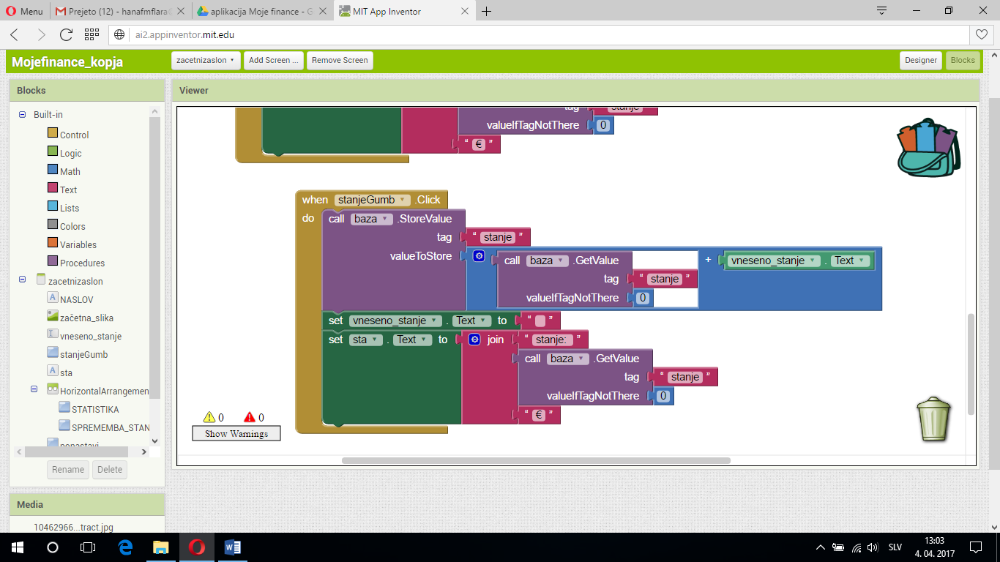 Menu
Prejeto (12) - hanafmflara
aplikacija Moje finance - G
MIT App Inventor
ai2.appinventor.mit.edu
Mojefinance_kopja
zacetnizaslon
Add Screen ...
Remove Screen
Designer
Blocks
Blocks
Viewer
Built-in
Control
Logic
Math
Text
Lists
Colors
Variables
Procedures
zacetnizaslon
NASLOV
začetna_slika
vneseno_stanje
stanjeGumb
sta
HorizontalArrangemen
STATISTIKA
SPREMEMBA_STAN
ponastavi
Rename
Delete
Media
10462966...tract.jpg
tag “ stanje ”
valueIfTagNotThere 0
“ € ”
when stanjeGumb .Click
do call baza .StoreValue
tag “ stanje ”
valueToStore call baza .GetValue + vneseno_stanje . Text
tag “ stanje ”
valueIfTagNotThere 0
set vneseno_stanje . Text to “ ”
set sta . Text to join “ stanje: ”
call baza .GetValue
tag “ stanje ”
valueIfTagNotThere 0
“ € ”
0 0
Show Warnings
SLV
13:03
4. 04. 2017